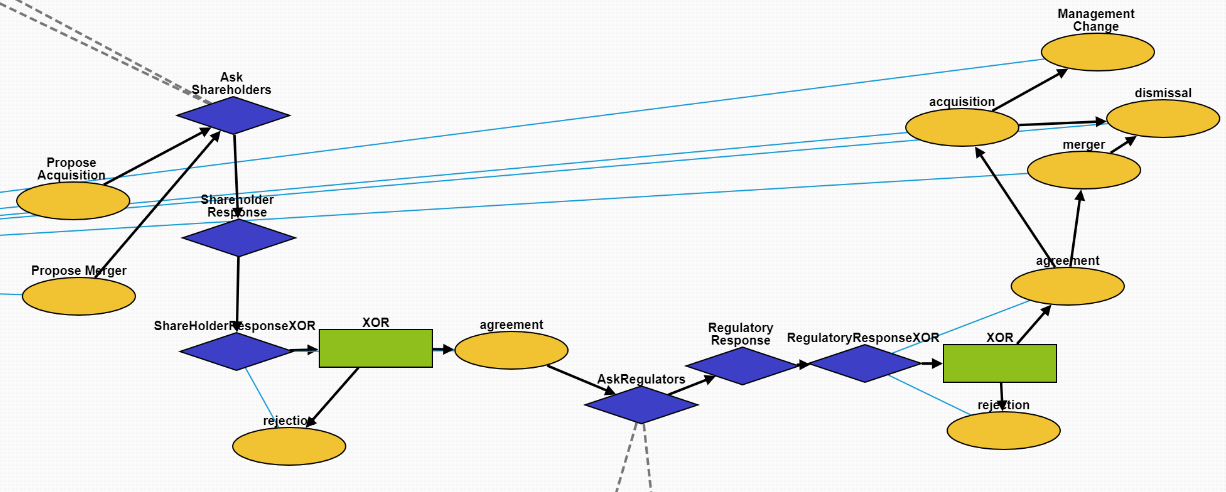 Management
Change
Ask
Shareholders
dismissal
acquisition
merger
Propose
Acquisition
Shareholder
Response
Propose Merger
agreement
ShareHolderResponseXOR
XOR
agreement
Regulatory
Response
RegulatoryResponseXOR
XOR
AskRegulators
rejection
rejection